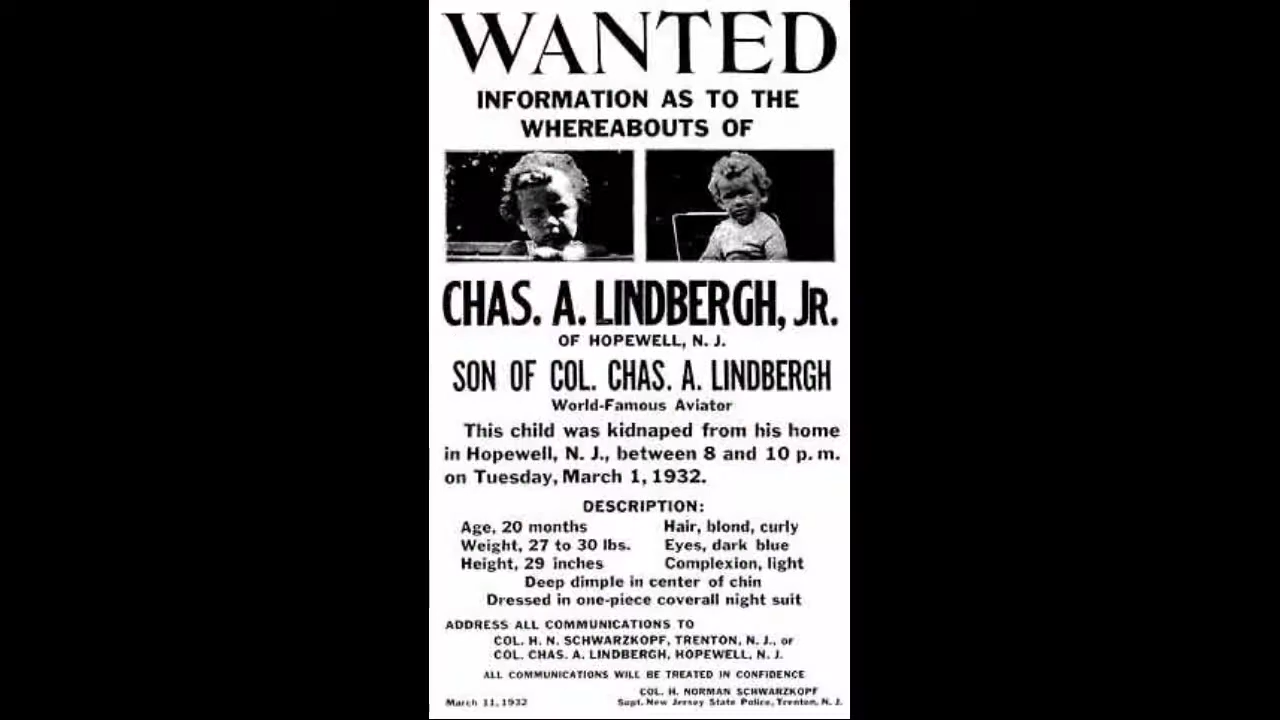 WANTED
INFORMATION AS TO THE
WHEREABOUTS OF
CHAS. A. LINDBERGH, JR.
OF HOPEWELL, N. J.
SON OF COL. CHAS. A. LINDBERGH
World-Famous Aviator
This child was kidnaped from his home
in Hopewell, N. J., between 8 and 10 p. m.
on Tuesday, March 1, 1932.
DESCRIPTION:
Age, 20 months Hair, blond, curly
Weight, 27 to 30 lbs. Eyes, dark blue
Height, 29 inches Complexion, light
Deep dimple in center of chin
Dressed in one-piece coverall night suit
ADDRESS ALL COMMUNICATIONS TO
COL. H. N. SCHWARZKOPF, TRENTON, N. J., or
COL. CHAS. A. LINDBERGH, HOPEWELL, N. J.
ALL COMMUNICATIONS WILL BE TREATED IN CONFIDENCE
COL. H. NORMAN SCHWARZKOPF
March 11, 1932 Supt. New Jersey State Police, Trenton, N. J.